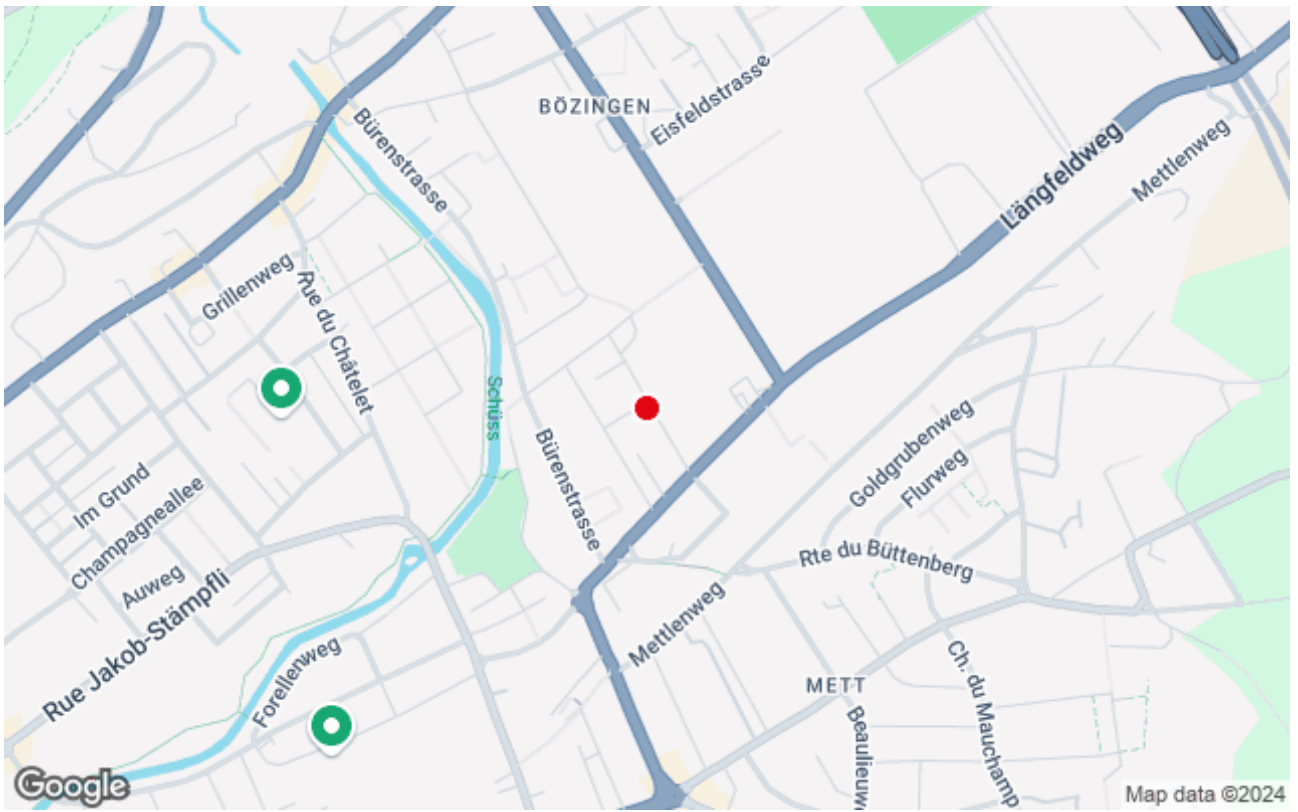 BÖZINGEN
Eisfeldstrasse
Bürenstrasse
Längfeldweg
Mettlenweg
Grillenweg
Rue du Châtelet
Schüss
Bürenstrasse
Goldgrubenweg
Flurweg
Im Grund
Champagneallee
Auweg
Rue Jakob-Stämpfli
Rte du Büttenberg
Mettlenweg
Forellenweg
METT
Ch. du Mauchamp
Beaulieuw
Google
Map data ©2024